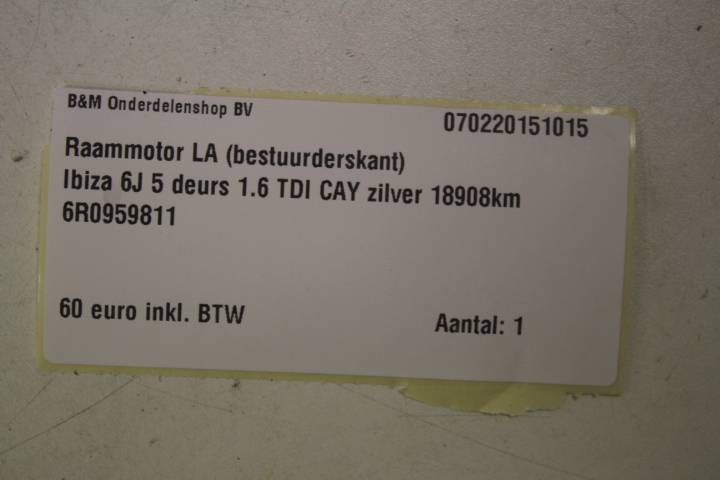 B&M Onderdelenshop BV
070220151015
Raammotor LA (bestuurderskant)
Ibiza 6J 5 deurs 1.6 TDI CAY zilver 18908km
6R0959811
60 euro inkl. BTW
Aantal: 1